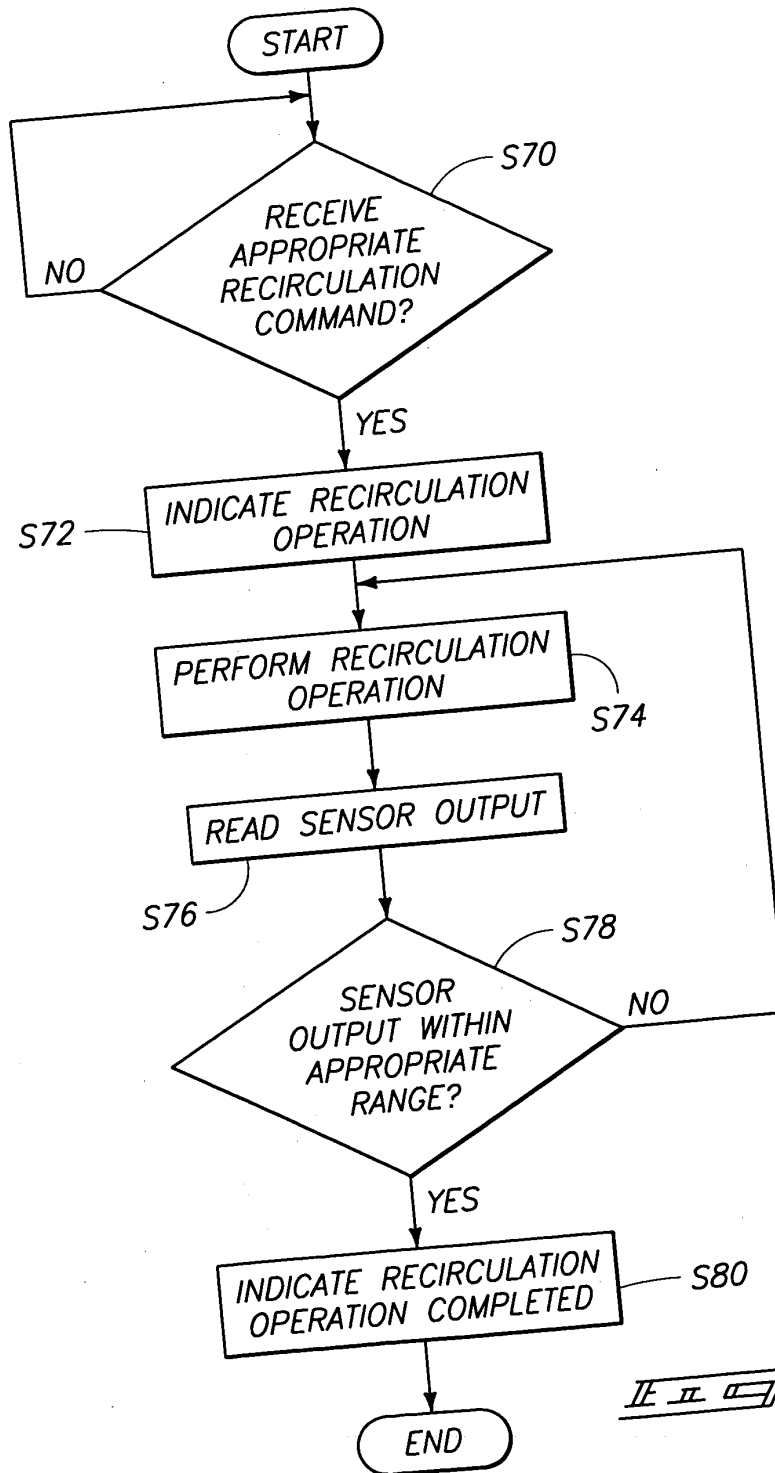 START
S70
RECEIVE
APPROPRIATE
RECIRCULATION
COMMAND?
NO
YES
INDICATE RECIRCULATION
OPERATION
S72
PERFORM RECIRCULATION
OPERATION
S74
READ SENSOR OUTPUT
S76
S78
SENSOR
OUTPUT WITHIN
APPROPRIATE
RANGE?
NO
YES
INDICATE RECIRCULATION
OPERATION COMPLETED
S80
END